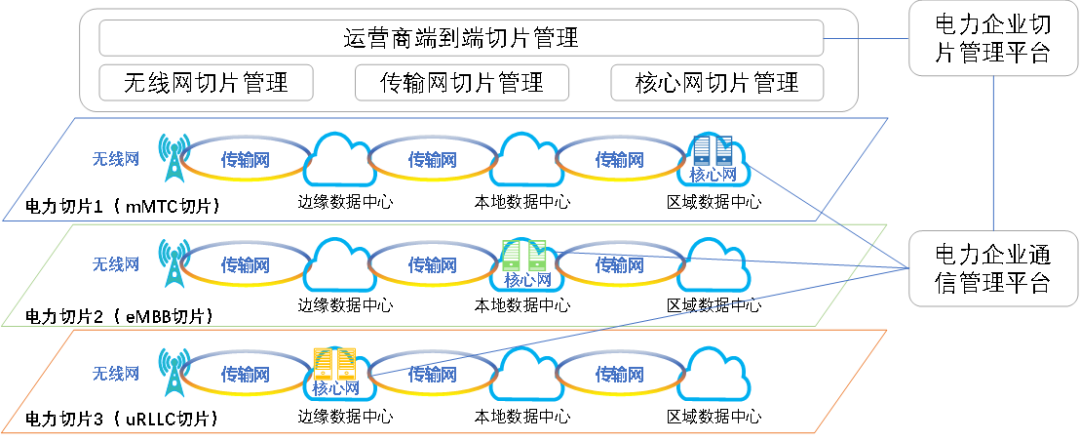 运营商端到端切片管理
无线网切片管理
传输网切片管理
核心网切片管理
电力企业切
片管理平台
无线网
传输网
传输网
传输网
核心网
电力切片1（ mMTC切片）
边缘数据中心
本地数据中心
区域数据中心
无线网
传输网
传输网
核心网
传输网
电力切片2 （ eMBB切片）
边缘数据中心
本地数据中心
区域数据中心
电力企业通
信管理平台
无线网
传输网
核心网
传输网
传输网
电力切片3 （ uRLLC切片）
边缘数据中心
本地数据中心
区域数据中心